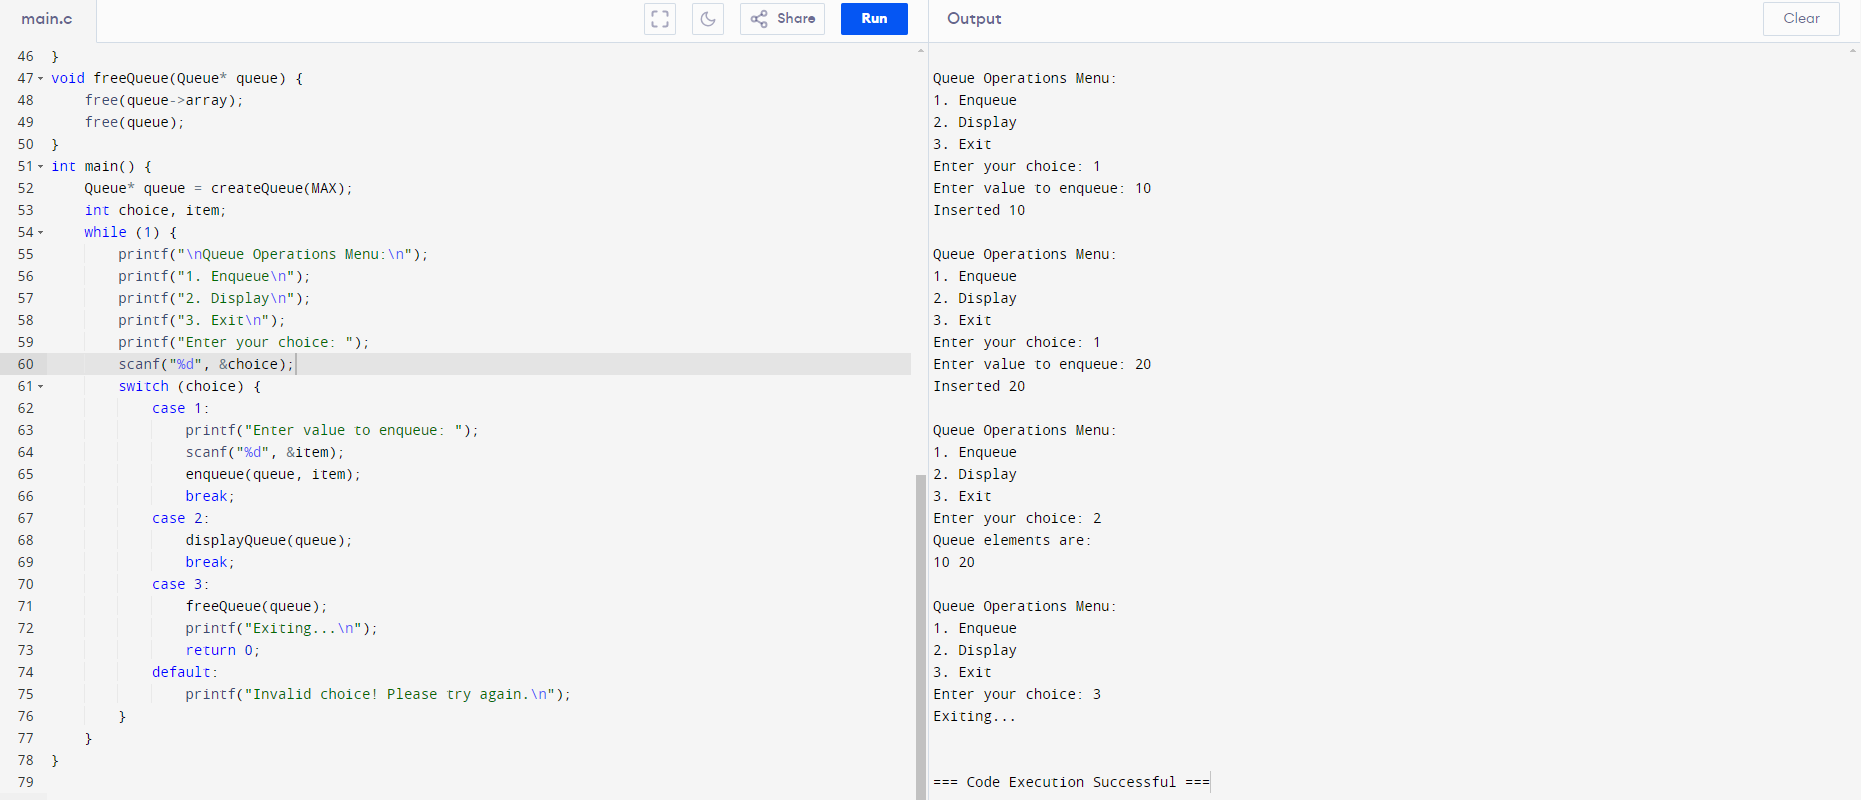 main.c
Share
Run
46 }
47 void freeQueue(Queue* queue) {
48     free(queue->array);
49     free(queue);
50 }
51 int main() {
52     Queue* queue = createQueue(MAX);
53     int choice, item;
54     while (1) {
55         printf("\nQueue Operations Menu:\n");
56         printf("1. Enqueue\n");
57         printf("2. Display\n");
58         printf("3. Exit\n");
59         printf("Enter your choice: ");
60         scanf("%d", &choice);
61         switch (choice) {
62             case 1:
63                 printf("Enter value to enqueue: ");
64                 scanf("%d", &item);
65                 enqueue(queue, item);
66                 break;
67             case 2:
68                 displayQueue(queue);
69                 break;
70             case 3:
71                 freeQueue(queue);
72                 printf("Exiting...\n");
73                 return 0;
74             default:
75                 printf("Invalid choice! Please try again.\n");
76         }
77     }
78 }
79
Output
Clear
Queue Operations Menu:
1. Enqueue
2. Display
3. Exit
Enter your choice: 1
Enter value to enqueue: 10
Inserted 10
Queue Operations Menu:
1. Enqueue
2. Display
3. Exit
Enter your choice: 1
Enter value to enqueue: 20
Inserted 20
Queue Operations Menu:
1. Enqueue
2. Display
3. Exit
Enter your choice: 2
Queue elements are:
10 20
Queue Operations Menu:
1. Enqueue
2. Display
3. Exit
Enter your choice: 3
Exiting...
=== Code Execution Successful ===